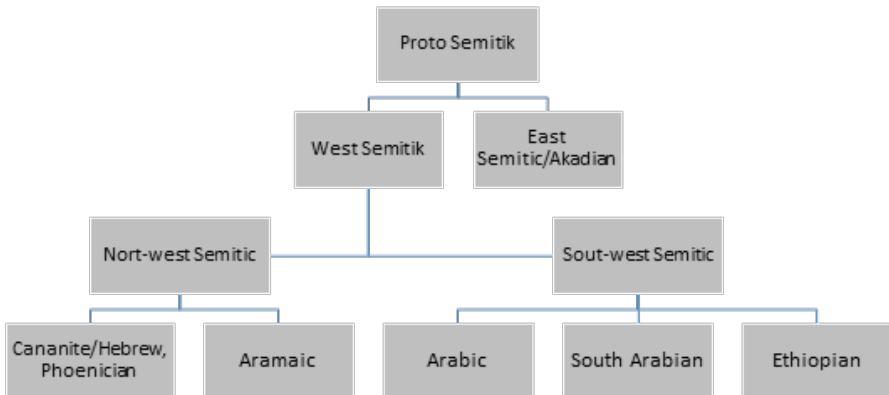 Proto Semitik
West Semitik
East
Semitic/Akadian
Nort-west Semitic
Sout-west Semitic
Cananite/Hebrew,
Phoenician
Aramaic
Arabic
South Arabian
Ethiopian